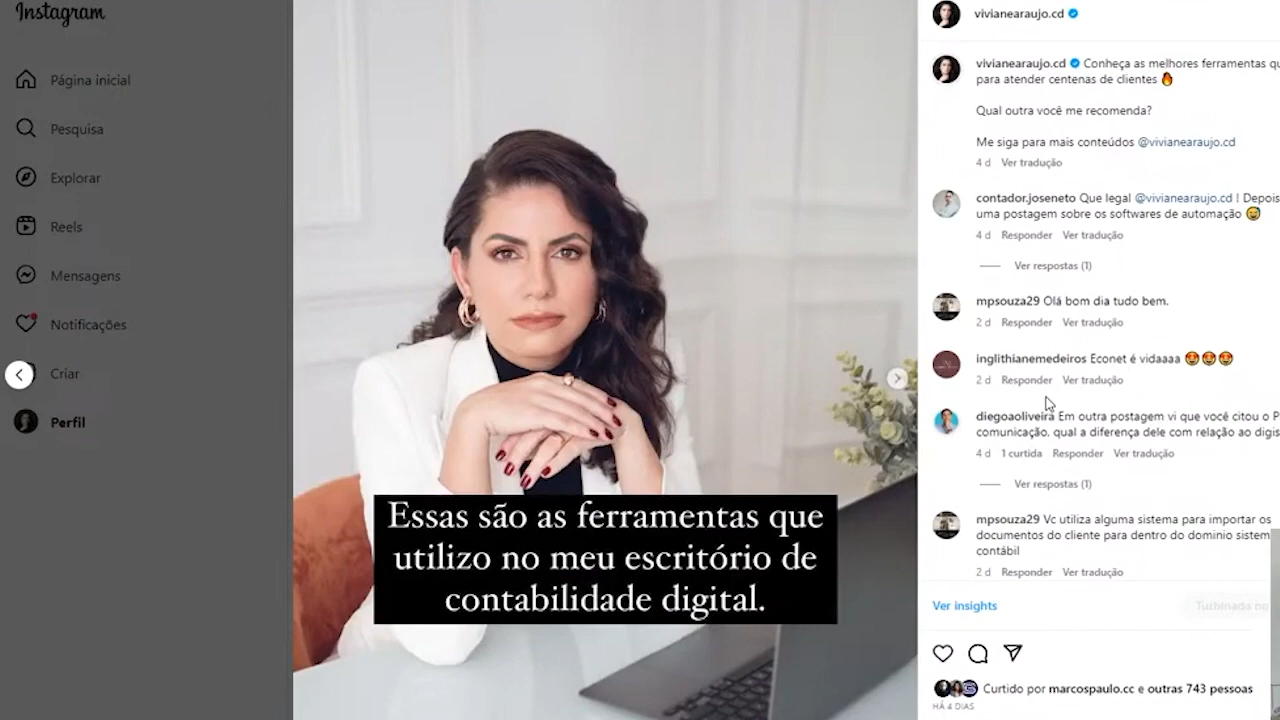 Instagram
Página inicial
Pesquisa
Explorar
Reels
Mensagens
Notificações
Criar
Perfil
Essas são as ferramentas que
utilizo no meu escritório de
contabilidade digital.
vivianearaujo.cd
vivianearaujo.cd Conheça as melhores ferramentas
para atender centenas de clientes 🔥
Qual outra você me recomenda?
Me siga para mais conteúdos @vivianearaujo.cd
4 d Ver tradução
contador.joseneto Que legal @vivianearaujo.cd ! Depois
uma postagem sobre os softwares de automação 😅
4 d Responder Ver tradução
Ver respostas (1)
mpsouza29 Olá bom dia tudo bem.
2 d Responder Ver tradução
inglithianemedeiros Econet é vidaaaa 🤩🤩🤩
2 d Responder Ver tradução
diegoaoliveira Em outra postagem vi que você citou o
comunicação, qual a diferença dele com relação ao
4 d 1 curtida Responder Ver tradução
Ver respostas (1)
mpsouza29 Vc utiliza alguma sistema para importar os
documentos do cliente para dentro do dominio
contábil
2 d Responder Ver tradução
Ver insights
Turbinada no
Curtido por marcospaulo.cc e outras 743 pessoas
HÁ 4 DIAS